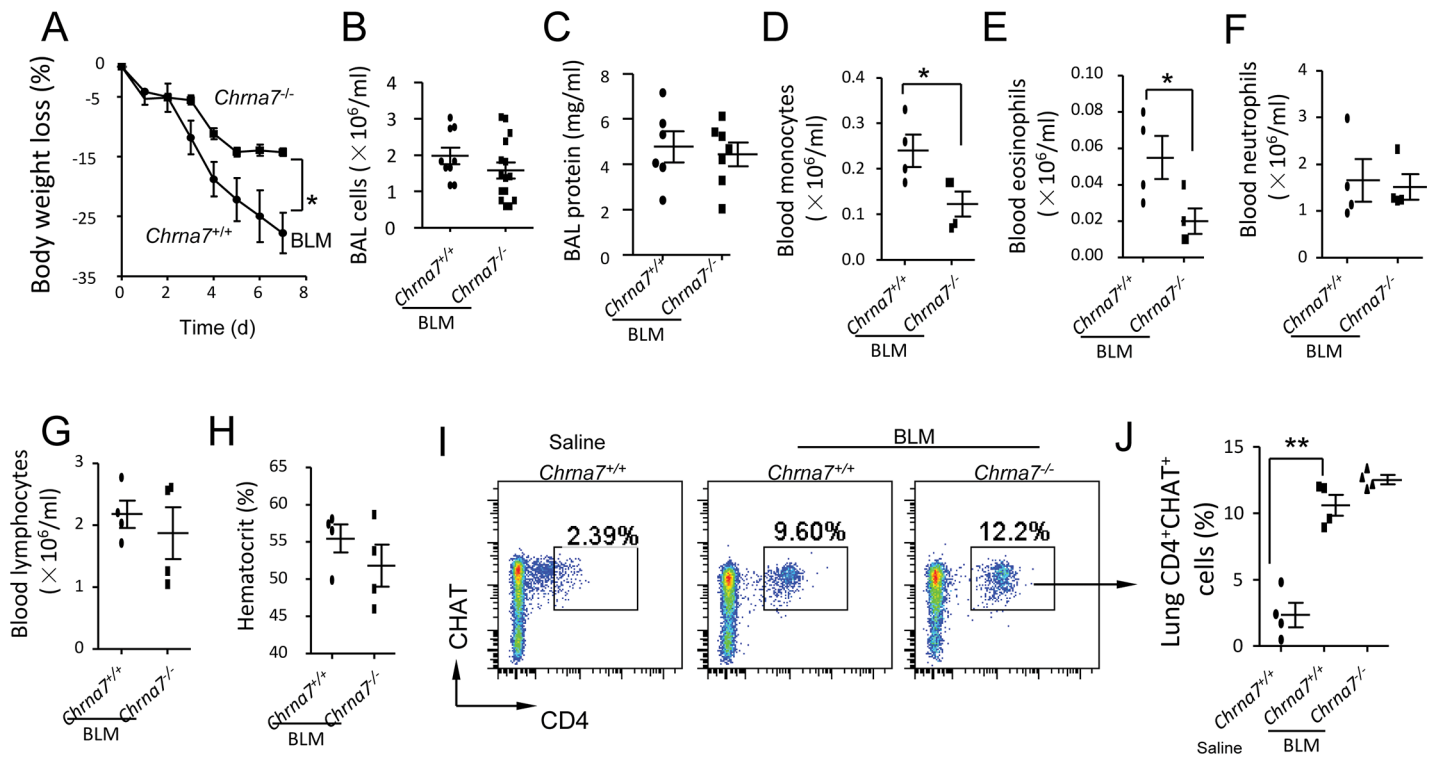 A
Body weight loss (%)
0
-5
-15
-25
-35
Chrna7-/-
Chrna7+/+
*
BLM
0 2 4 6 8
Time (d)
B
BAL cells (×10⁶/ml)
4
3
2
1
0
Chrna7+/+
Chrna7-/-
BLM
C
BAL protein (mg/ml)
8
6
4
2
0
Chrna7+/+
Chrna7-/-
BLM
D
Blood monocytes
(×10⁶/ml)
0.4
0.3
0.2
0.1
0.0
*
Chrna7+/+
Chrna7-/-
BLM
E
Blood eosinophils
(×10⁶/ml)
0.10
0.08
0.06
0.04
0.02
0.00
*
Chrna7+/+
Chrna7-/-
BLM
F
Blood neutrophils
(×10⁶/ml)
4
3
2
1
0
Chrna7+/+
Chrna7-/-
BLM
G
Blood lymphocytes
(×10⁶/ml)
3
2
1
0
Chrna7+/+
Chrna7-/-
BLM
H
Hematocrit (%)
65
60
55
50
45
40
Chrna7+/+
Chrna7-/-
BLM
I
Saline
BLM
Chrna7+/+
Chrna7+/+
Chrna7-/-
2.39%
9.60%
12.2%
CHAT
CD4
J
Lung CD4+CHAT+
cells (%)
15
10
5
0
**
Chrna7+/+
Chrna7+/+
Chrna7-/-
Saline
BLM